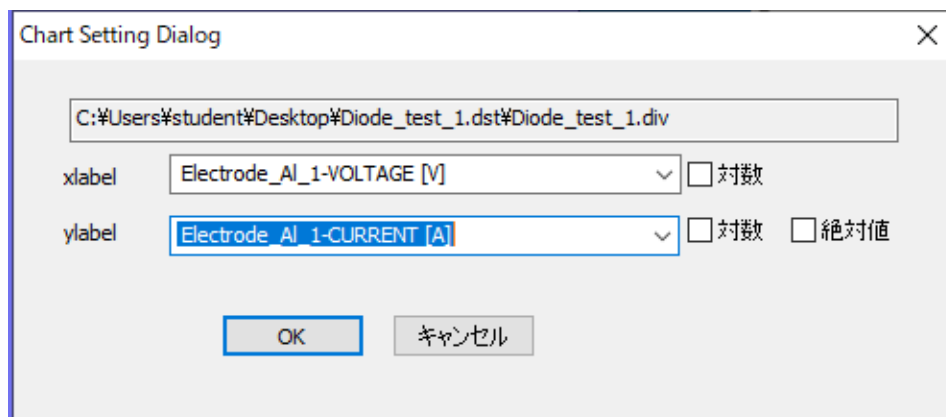 Chart Setting Dialog
C:¥Users¥student¥Desktop¥Diode_test_1.dst¥Diode_test_1.div
xlabel Electrode_Al_1-VOLTAGE [V] 対数
ylabel Electrode_Al_1-CURRENT [A] 対数 絶対値
OK キャンセル